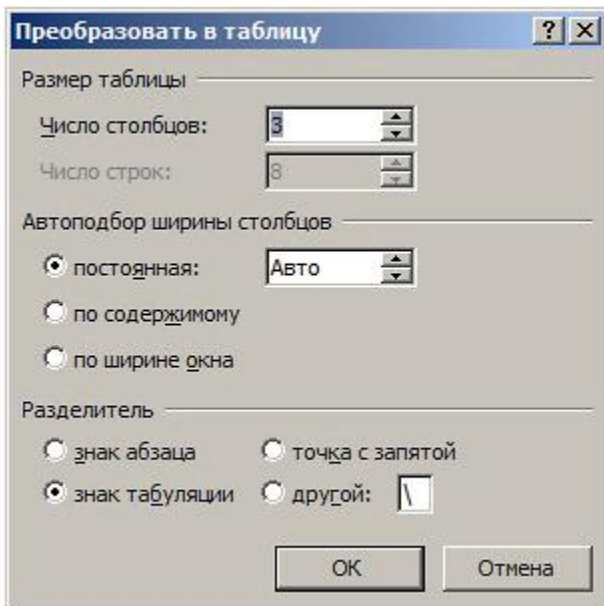 Преобразовать в таблицу ? X
Размер таблицы
Число столбцов: 3
Число строк: 8
Автоподбор ширины столбцов
постоянная: Авто
по содержимому
по ширине окна
Разделитель
знак абзаца точка с запятой
знак табуляции другой: \
ОК Отмена